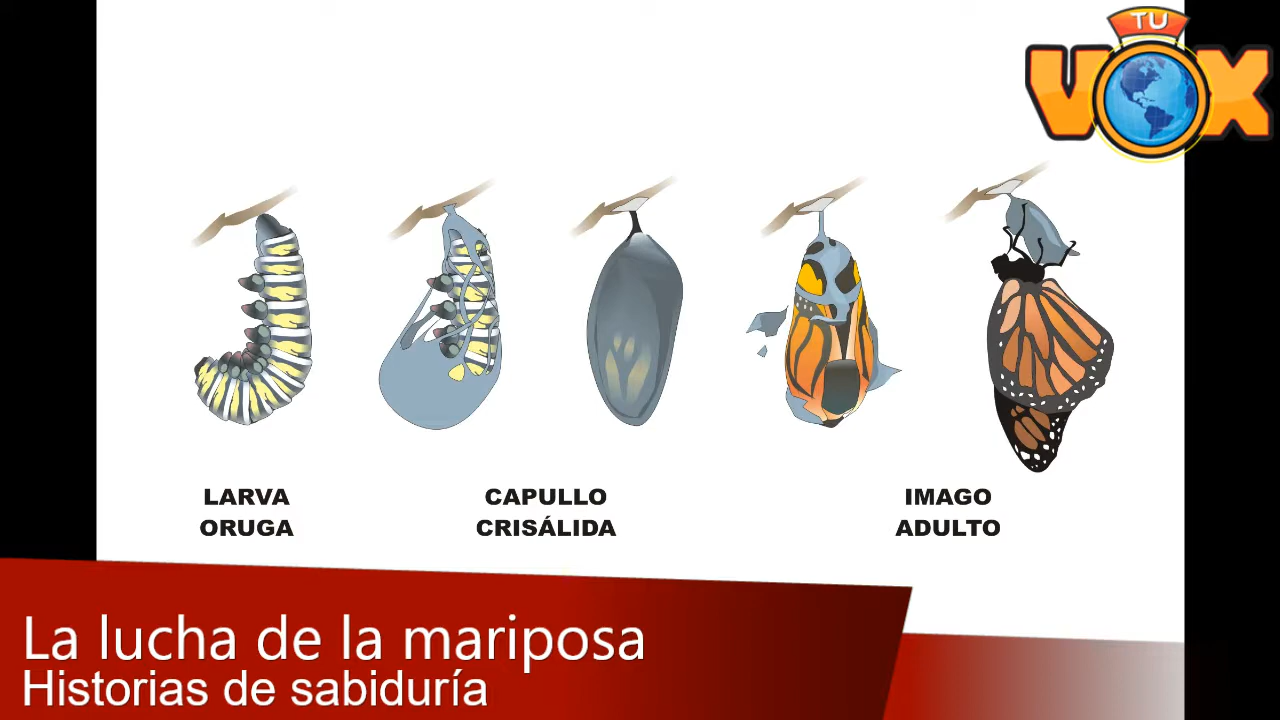 TU
VOX
LARVA
ORUGA
CAPULLO
CRISÁLIDA
IMAGO
ADULTO
La lucha de la mariposa
Historias de sabiduría